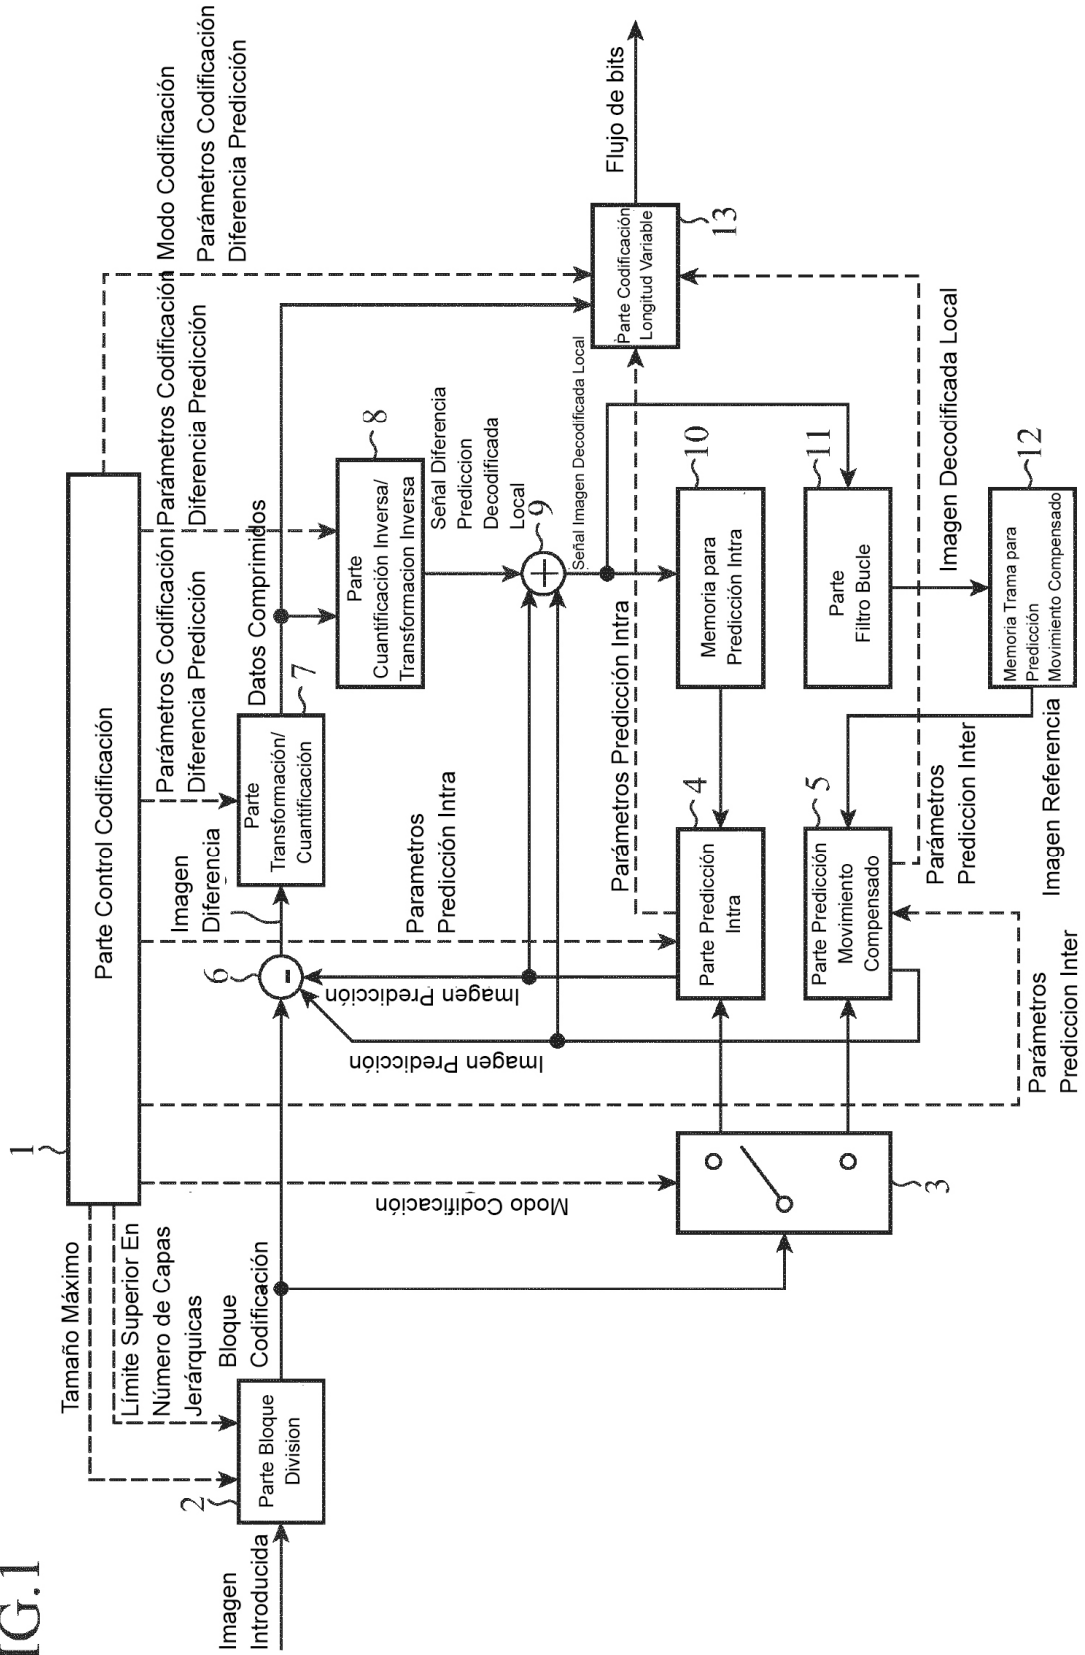 IG.1
1
Parte Control Codificación
Tamaño Máximo
Límite Superior En
Número de Capas
Jerárquicas
Imagen
Introducida
2
Parte Bloque
Division
Bloque
Codificación
Modo Codificación
3
6
-
Imagen
Diferencia
Parámetros Codificación
Diferencia Predicción
Parte
Transformación/
Cuantificación
7
Datos Comprimidos
Parámetros Codificación
Diferencia Predicción
Parte
Cuantificación Inversa/
Transformacion Inversa
8
Modo Codificación
Parámetros Codificación
Diferencia Predicción
Señal Diferencia
Prediccion
Decodificada
Local
9
+
Señal Imagen Decodificada Local
Imagen Predicción
Imagen Predicción
Parametros
Predicción Intra
Parámetros Predicción Intra
Parte Predicción
Intra
4
Memoria para
Predicción Intra
10
Parte Codificación
Longitud Variable
13
Flujo de bits
Parte Predicción
Movimiento
Compensado
5
Parte
Filtro Bucle
11
Imagen Decodificada Local
Parámetros
Prediccion Inter
Memoria Trama para
Predicción
Movimiento Compensado
12
Imagen Referencia
Parámetros
Prediccion Inter